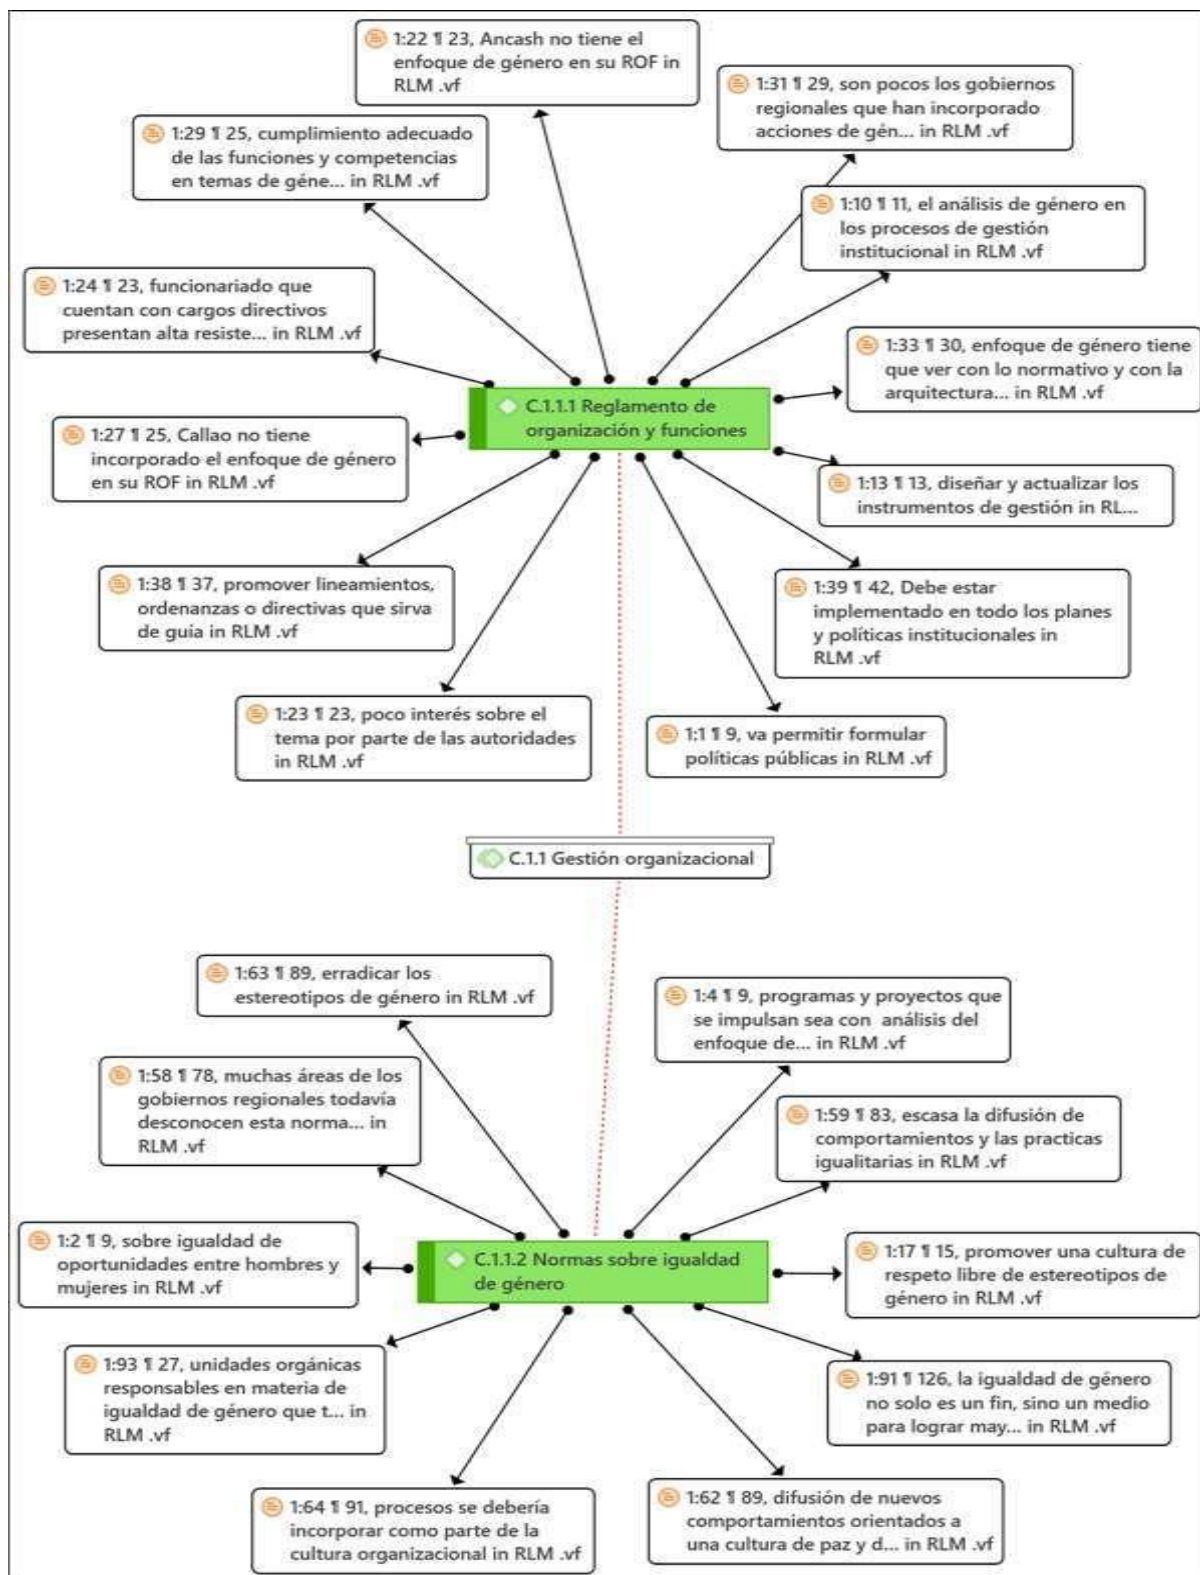 1:22 ¶ 23, Ancash no tiene el
enfoque de género en su ROF in
RLM .vf
1:31 ¶ 29, son pocos los gobiernos
regionales que han incorporado
acciones de gén... in RLM .vf
1:29 ¶ 25, cumplimiento adecuado
de las funciones y competencias
en temas de géne... in RLM .vf
1:10 ¶ 11, el análisis de género en
los procesos de gestión
institucional in RLM .vf
1:24 ¶ 23, funcionariado que
cuentan con cargos directivos
presentan alta resiste... in RLM .vf
1:33 ¶ 30, enfoque de género tiene
que ver con lo normativo y con la
arquitectura... in RLM .vf
C.1.1.1 Reglamento de
organización y funciones
1:27 ¶ 25, Callao no tiene
incorporado el enfoque de género
en su ROF in RLM .vf
1:13 ¶ 13, diseñar y actualizar los
instrumentos de gestión in RL...
1:38 ¶ 37, promover lineamientos,
ordenanzas o directivas que sirva
de guia in RLM .vf
1:39 ¶ 42, Debe estar
implementado en todo los planes
y políticas institucionales in
RLM .vf
1:23 ¶ 23, poco interés sobre el
tema por parte de las autoridades
in RLM .vf
1:1 ¶ 9, va permitir formular
políticas públicas in RLM .vf
C.1.1 Gestión organizacional
1:63 ¶ 89, erradicar los
estereotipos de género in RLM .vf
1:4 ¶ 9, programas y proyectos que
se impulsan sea con análisis del
enfoque de... in RLM .vf
1:58 ¶ 78, muchas áreas de los
gobiernos regionales todavía
desconocen esta norma... in
RLM .vf
1:59 ¶ 83, escasa la difusión de
comportamientos y las practicas
igualitarias in RLM .vf
1:2 ¶ 9, sobre igualdad de
oportunidades entre hombres y
mujeres in RLM .vf
C.1.1.2 Normas sobre igualdad
de género
1:17 ¶ 15, promover una cultura de
respeto libre de estereotipos de
género in RLM .vf
1:93 ¶ 27, unidades orgánicas
responsables en materia de
igualdad de género que t... in
RLM .vf
1:91 ¶ 126, la igualdad de género
no solo es un fin, sino un medio
para lograr may... in RLM .vf
1:64 ¶ 91, procesos se debería
incorporar como parte de la
cultura organizacional in RLM .vf
1:62 ¶ 89, difusión de nuevos
comportamientos orientados a
una cultura de paz y d... in RLM .vf